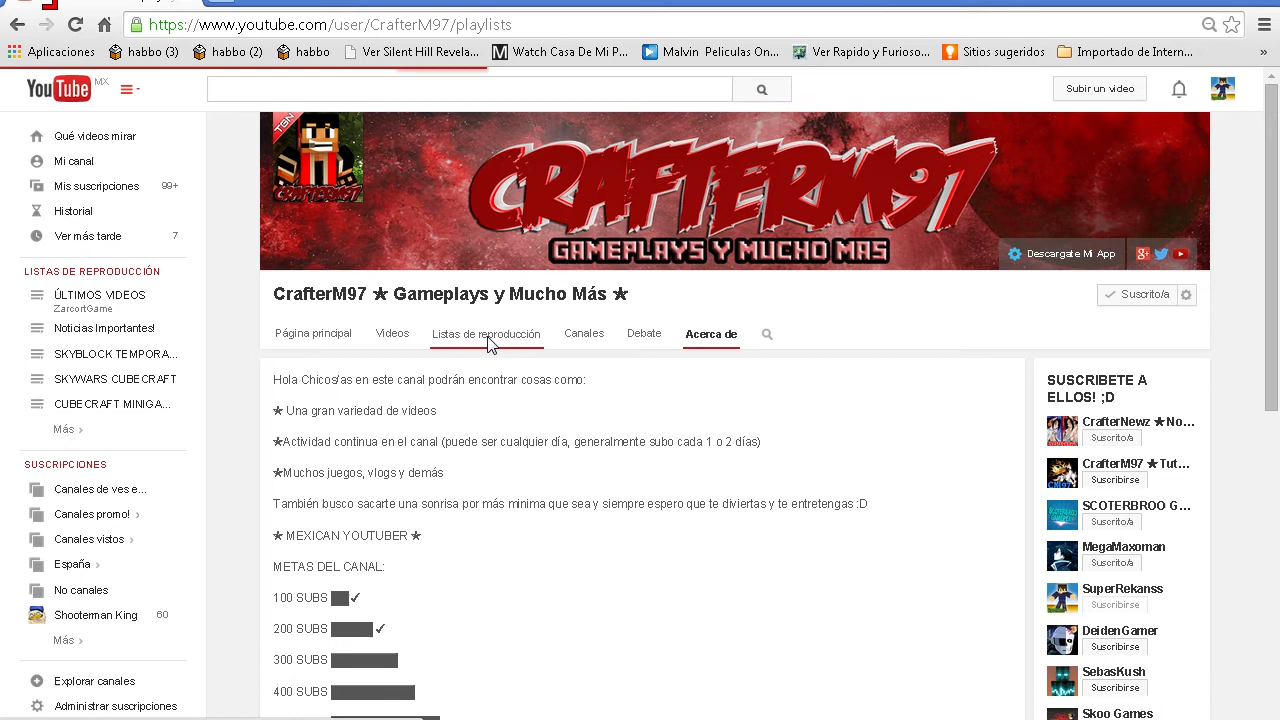 https://www.youtube.com/user/CrafterM97/playlists
Aplicaciones habbo (3) habbo (2) habbo Ver Silent Hill Revela... Watch Casa De Mi P... Malvin Peliculas On... Ver Rapido y Furioso... Sitios sugeridos Importado de Intern... »
YouTube MX Subir un video
TGN
CRAFTERM97
CRAFTERM97
GAMEPLAYS Y MUCHO MAS
Descargate Mi App
CrafterM97 ★ Gameplays y Mucho Más ★
Suscrito/a
Página principal Videos Listas de reproducción Canales Debate Acerca de
Qué videos mirar
Mi canal
Mis suscripciones 99+
Historial
Ver más tarde 7
LISTAS DE REPRODUCCIÓN
ÚLTIMOS VIDEOS
ZarcortGame
Noticias Importantes!
SKYBLOCK TEMPORA...
SKYWARS CUBECRAFT
CUBECRAFT MINIGA...
Más ›
SUSCRIPCIONES
Canales de ves e...
Canales promo! ›
Canales vistos ›
España ›
No canales
Shooterman King 60
Más ›
Explorar canales
Administrar suscripciones
Hola Chicos/as en este canal podrán encontrar cosas como:
★ Una gran variedad de videos
★Actividad continua en el canal (puede ser cualquier día, generalmente subo cada 1 o 2 días)
★Muchos juegos, vlogs y demás
También busco sacarte una sonrisa por más minima que sea y siempre espero que te diviertas y te entretengas :D
★ MEXICAN YOUTUBER ★
METAS DEL CANAL:
100 SUBS ██✓
200 SUBS █████ ✓
300 SUBS ████████
400 SUBS ██████████
SUSCRIBETE A
ELLOS! ;D
CrafterNewz ★No...
Suscrito/a
CrafterM97 ★Tut...
Suscribirse
SCOTERBROO G...
Suscrito/a
MegaMaxoman
Suscrito/a
SuperRekanss
Suscribirse
DeidenGamer
Suscribirse
SebasKush
Suscribirse
Skoo Games